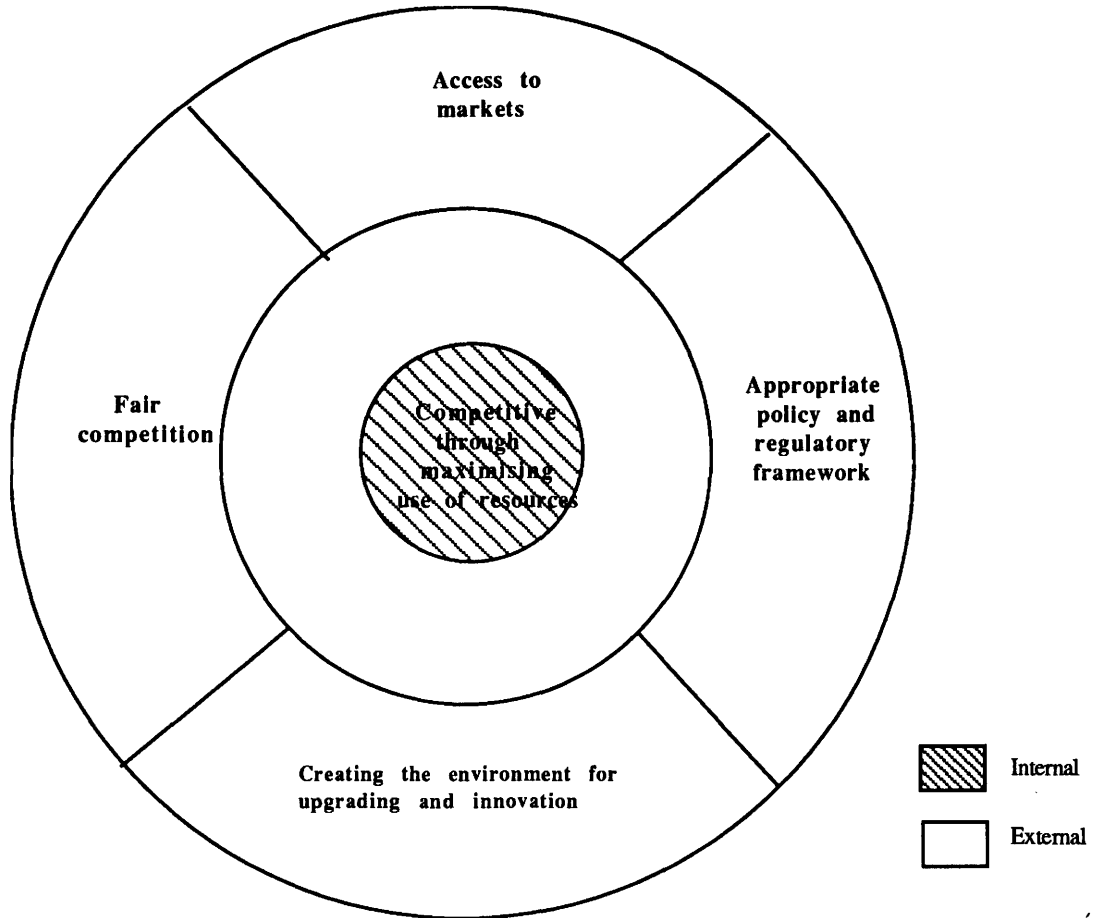 Access to
markets
Fair
competition
Appropriate
policy and
regulatory
framework
Competitive
through
maximising
use of resources
Creating the environment for
upgrading and innovation
Internal
External